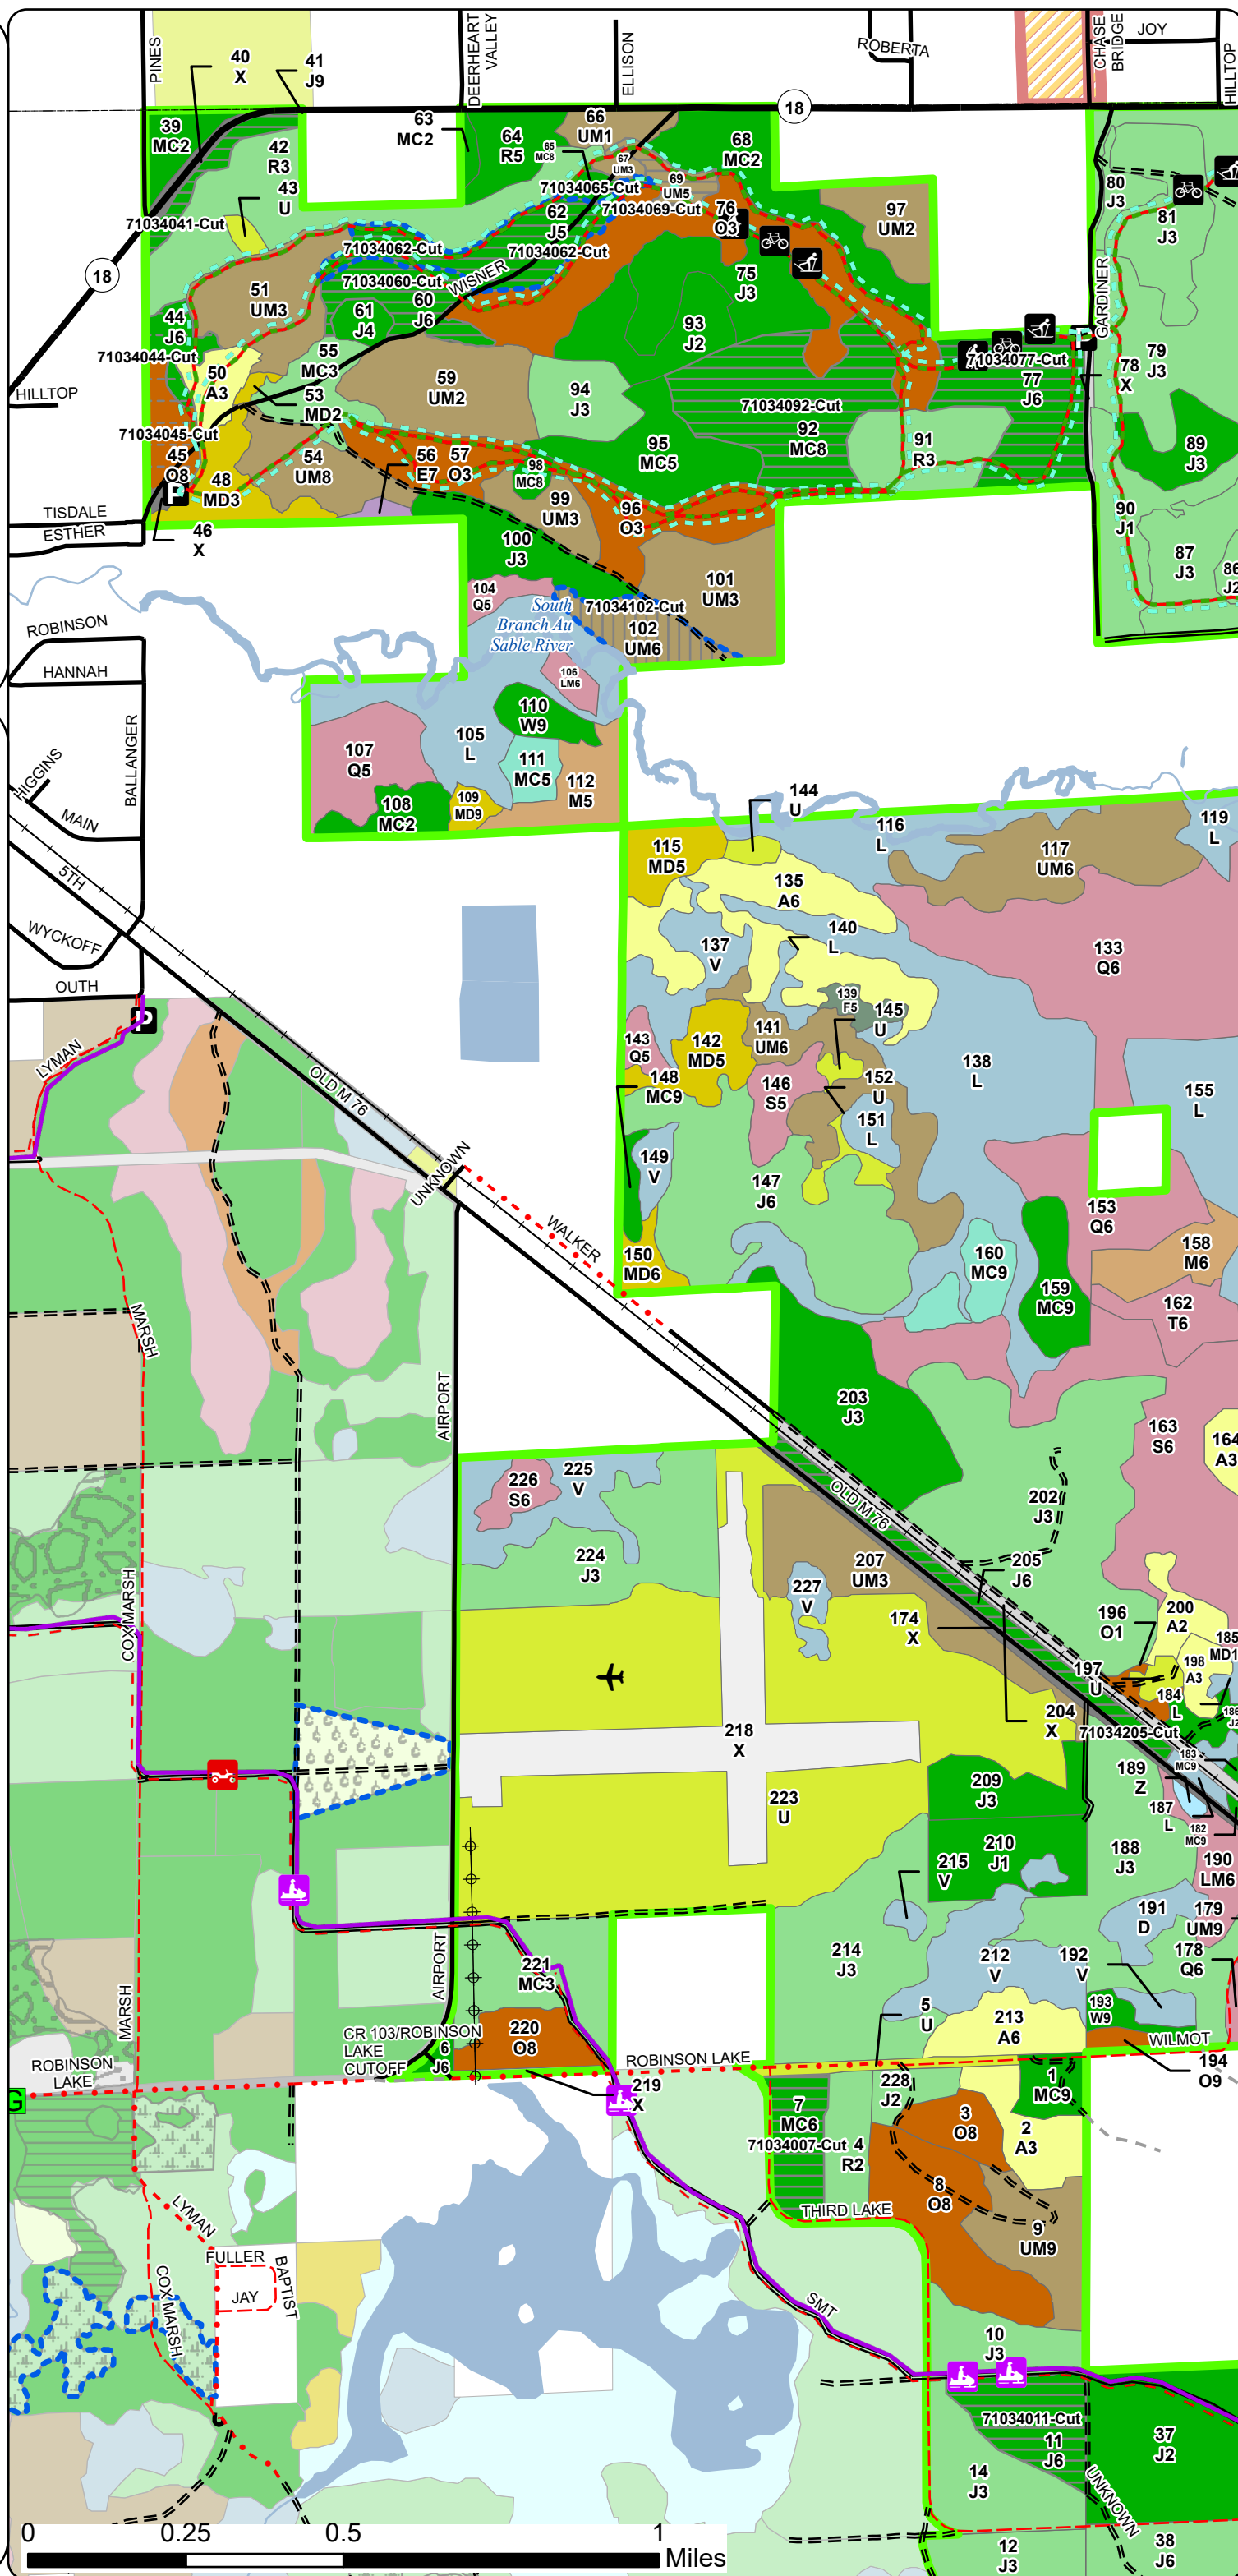 PINES
DEERHEART
VALLEY
ELLISON
ROBERTA
CHASE
BRIDGE
JOY
HILLTOP
40
X
41
J9
18
39
MC2
42
R3
43
U
63
MC2
64
R5
65
MC8
66
UM1
67
UM3
68
MC2
69
UM5
71034065-Cut
71034069-Cut
76
O3
97
UM2
80
J3
81
J3
71034041-Cut
62
J5
71034062-Cut
71034062-Cut
18
71034060-Cut
WISNER
75
J3
GARDINER
51
UM3
60
J6
61
J4
44
J6
71034044-Cut
93
J2
71034077-Cut
77
J6
78
X
79
J3
50
A3
55
MC3
53
MD2
59
UM2
94
J3
HILLTOP
71034092-Cut
92
MC8
71034045-Cut
45
O8
P
48
MD3
54
UM8
56
E7
57
O3
98
MC8
95
MC5
91
R3
89
J3
99
UM3
96
O3
90
J1
TISDALE
ESTHER
46
X
100
J3
87
J3
86
J2
101
UM3
104
Q5
South
Branch Au
Sable River
71034102-Cut
102
UM6
ROBINSON
HANNAH
106
LM6
BALLANGER
110
W9
105
L
107
Q5
111
MC5
112
M5
HIGGINS
MAIN
108
MC2
109
MD9
144
U
116
L
119
L
5TH
115
MD5
117
UM6
135
A6
WYCKOFF
137
V
140
L
133
Q6
OUTH
139
F5
145
U
P
LYMAN
143
Q5
142
MD5
141
UM6
138
L
OLD M 76
148
MC9
146
S5
152
U
155
L
151
L
UNKNOWN
149
V
147
J6
WALKER
153
Q6
150
MD6
160
MC9
158
M6
159
MC9
162
T6
MARSH
AIRPORT
203
J3
163
S6
164
A3
226
S6
225
V
OLD M 76
202
J3
224
J3
207
UM3
205
J6
227
V
COX MARSH
174
X
196
O1
200
A2
185
MD1
197
U
198
A3
184
L
186
J2
204
X
71034205-Cut
218
X
183
MC9
189
Z
209
J3
187
L
182
MC9
223
U
210
J1
188
J3
190
LM6
215
V
191
D
179
UM9
AIRPORT
221
MC3
214
J3
212
V
192
V
178
Q6
MARSH
5
U
213
A6
193
W9
WILMOT
CR 103/ROBINSON
LAKE
CUTOFF
6
J6
220
O8
ROBINSON
LAKE
ROBINSON LAKE
194
O9
G
219
X
228
J2
1
MC9
7
MC6
71034007-Cut
4
R2
3
O8
2
A3
LYMAN
8
O8
THIRD LAKE
9
UM9
FULLER
JAY
BAPTIST
COX MARSH
SMT
10
J3
71034011-Cut
11
J6
37
J2
14
J3
UNKNOWN
12
J3
38
J6
0 0.25 0.5 1
Miles